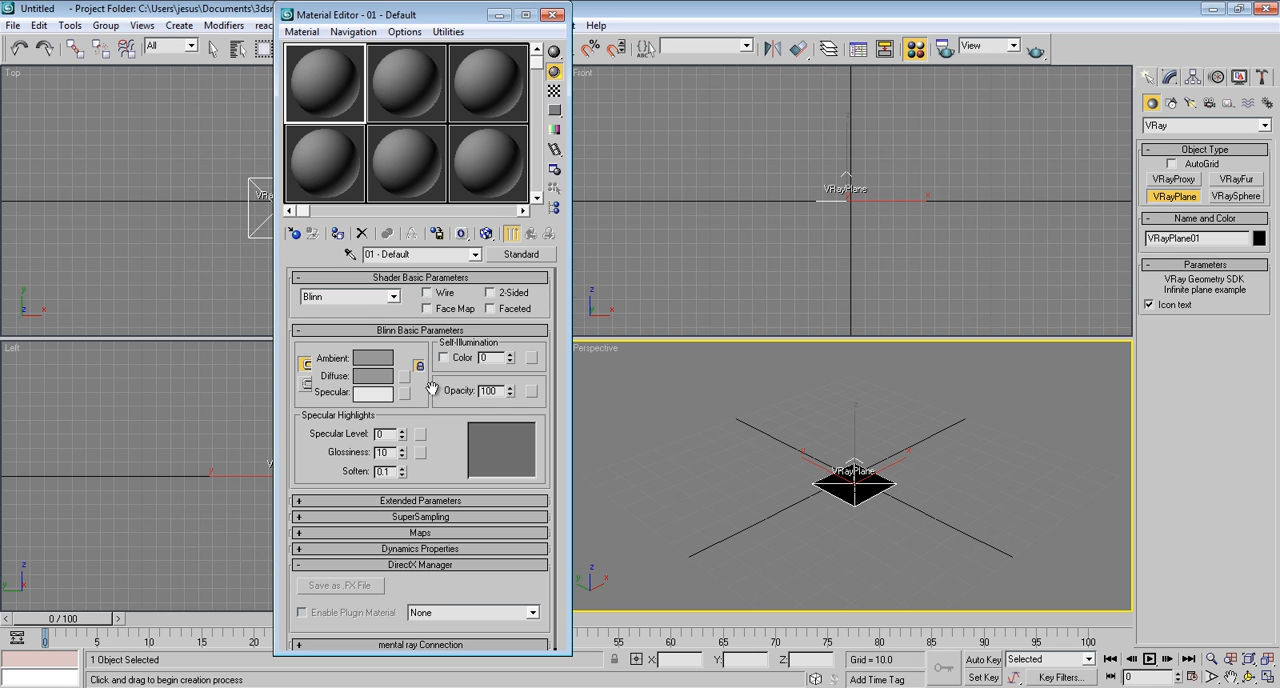 Untitled - Project Folder: C:\Users\jesus\Documents\3dsm
Material Editor - 01 - Default
File Edit Tools Group Views Create Modifiers reac
Help
Material Navigation Options Utilities
All
View
Top
Front
VRay
Object Type
AutoGrid
VRayProxy VRayFur
VRayPlane VRaySphere
Name and Color
VRayPlane01
Parameters
VRay Geometry SDK
Infinite plane example
Icon text
VRa
VRayPlane
x
z
x
y
x
z
x
01 - Default
Standard
Shader Basic Parameters
Blinn
Wire 2-Sided
Face Map Faceted
Blinn Basic Parameters
Ambient:
Diffuse:
Specular:
Self-Illumination
Color 0
Opacity: 100
Specular Highlights
Specular Level: 0
Glossiness: 10
Soften: 0.1
Extended Parameters
SuperSampling
Maps
Dynamics Properties
DirectX Manager
Save as .FX File
Enable Plugin Material None
mental ray Connection
Left
y
V
z
y
Perspective
z
VRayPlane
z
x
y
0 / 100
0 5 10 15 20 55 60 65 70 75 80 85 90 95 100
1 Object Selected
X: Y: Z: Grid = 10.0
Auto Key Selected
Click and drag to begin creation process
Add Time Tag
Set Key Key Filters...
0